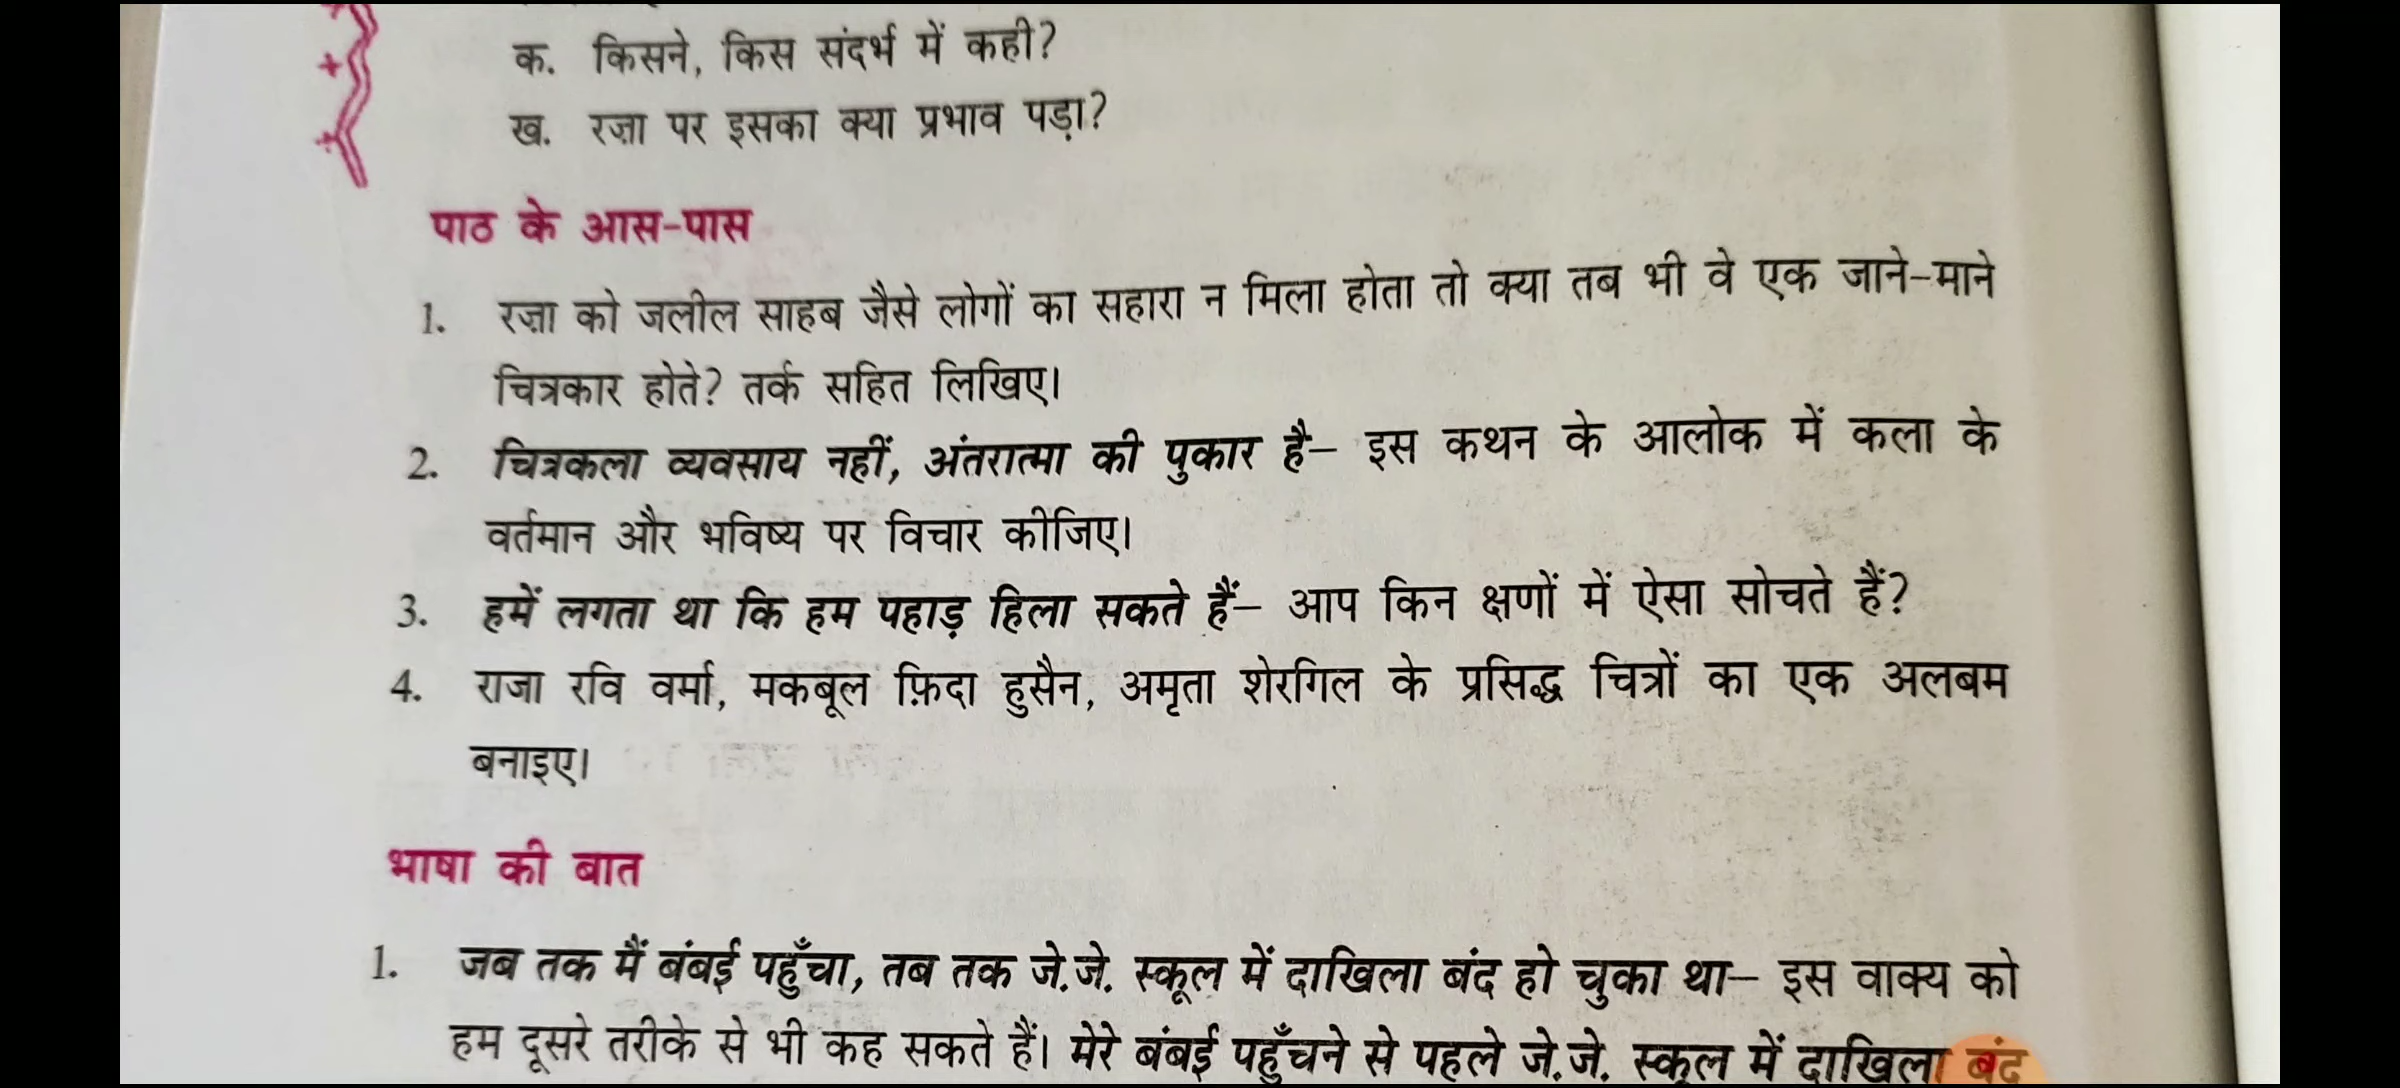 क. किसने, किस संदर्भ में कही?
ख. रज़ा पर इसका क्या प्रभाव पड़ा?
पाठ के आस-पास
1. रज़ा को जलील साहब जैसे लोगों का सहारा न मिला होता तो क्या तब भी वे एक जाने-माने
चित्रकार होते? तर्क सहित लिखिए।
2. चित्रकला व्यवसाय नहीं, अंतरात्मा की पुकार है– इस कथन के आलोक में कला के
वर्तमान और भविष्य पर विचार कीजिए।
3. हमें लगता था कि हम पहाड़ हिला सकते हैं– आप किन क्षणों में ऐसा सोचते हैं?
4. राजा रवि वर्मा, मकबूल फ़िदा हुसैन, अमृता शेरगिल के प्रसिद्ध चित्रों का एक अलबम
बनाइए।
भाषा की बात
1. जब तक मैं बंबई पहुँचा, तब तक जे.जे. स्कूल में दाखिला बंद हो चुका था– इस वाक्य को
हम दूसरे तरीके से भी कह सकते हैं। मेरे बंबई पहुँचने से पहले जे.जे. स्कूल में दाखिला बंद